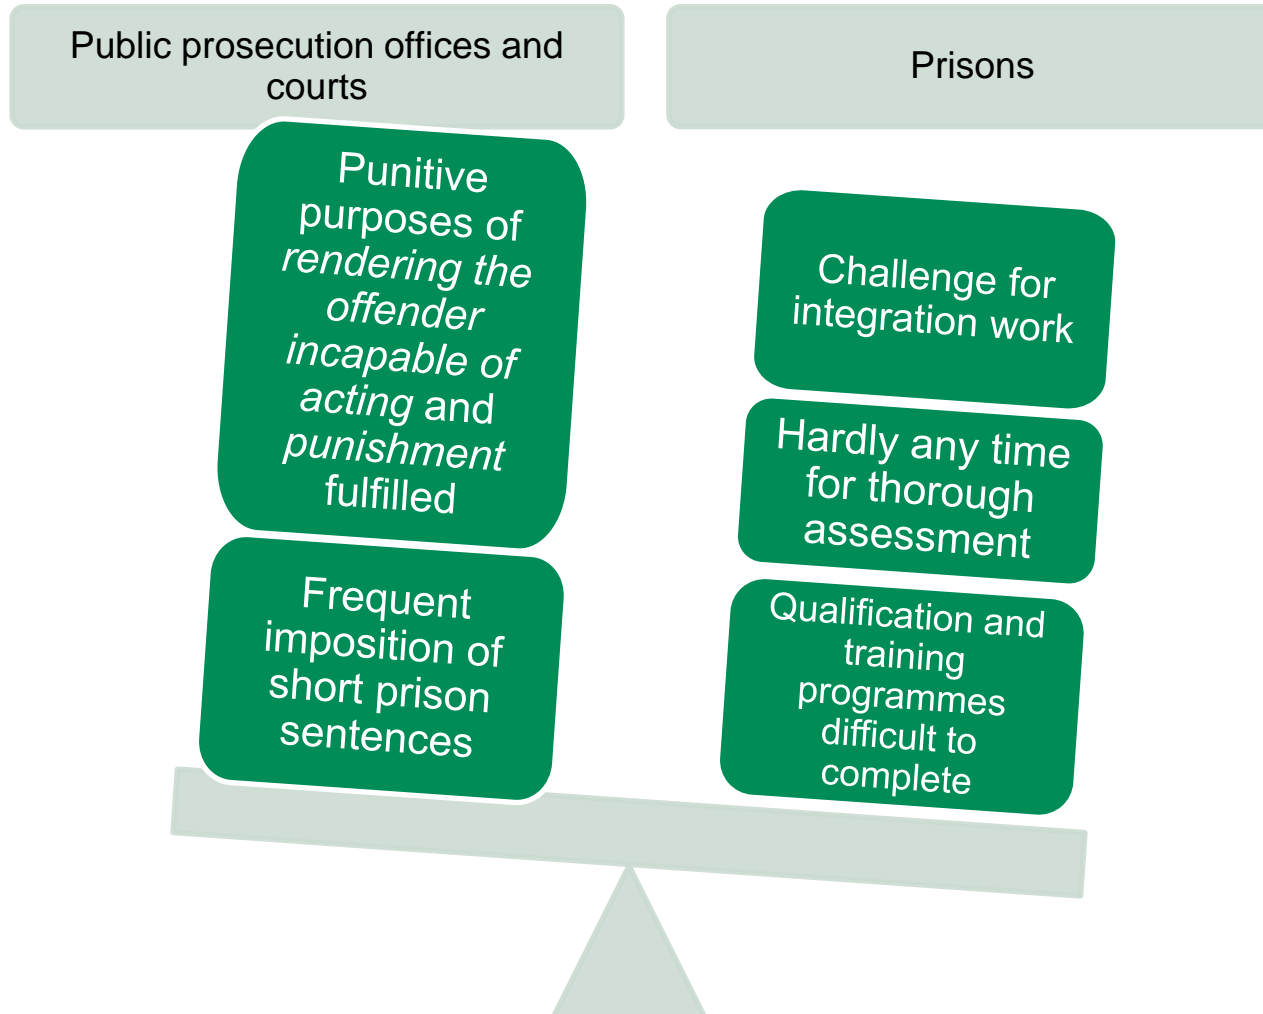 Public prosecution offices and
courts
Prisons
Punitive
purposes of
rendering the
offender
incapable of
acting and
punishment
fulfilled
Frequent
imposition of
short prison
sentences
Challenge for
integration work
Hardly any time
for thorough
assessment
Qualification and
training
programmes
difficult to
complete